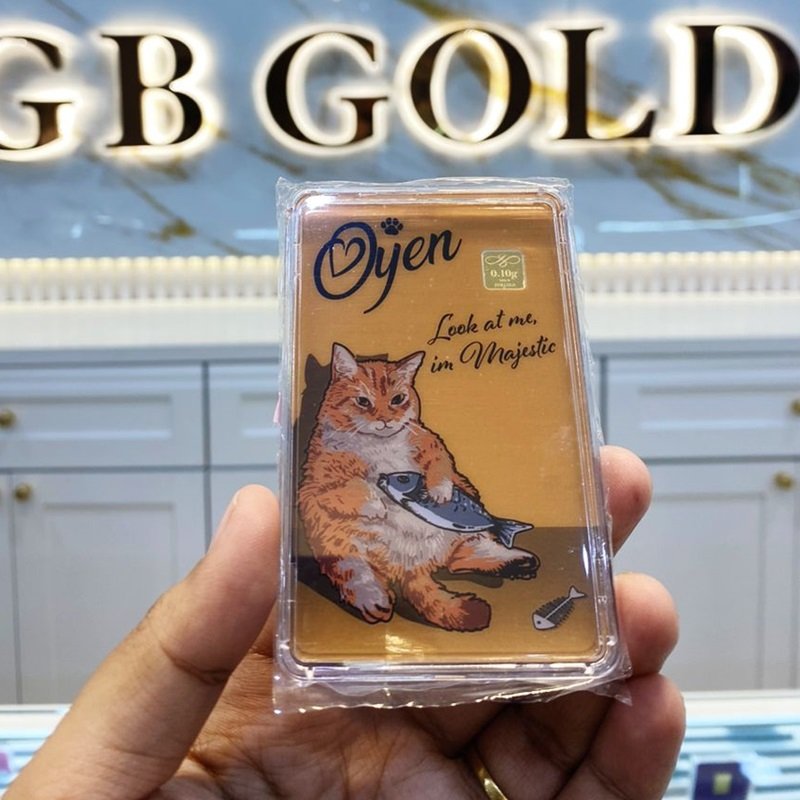 GB GOLD
Oyen
0.10g
Look at me,
im Majestic